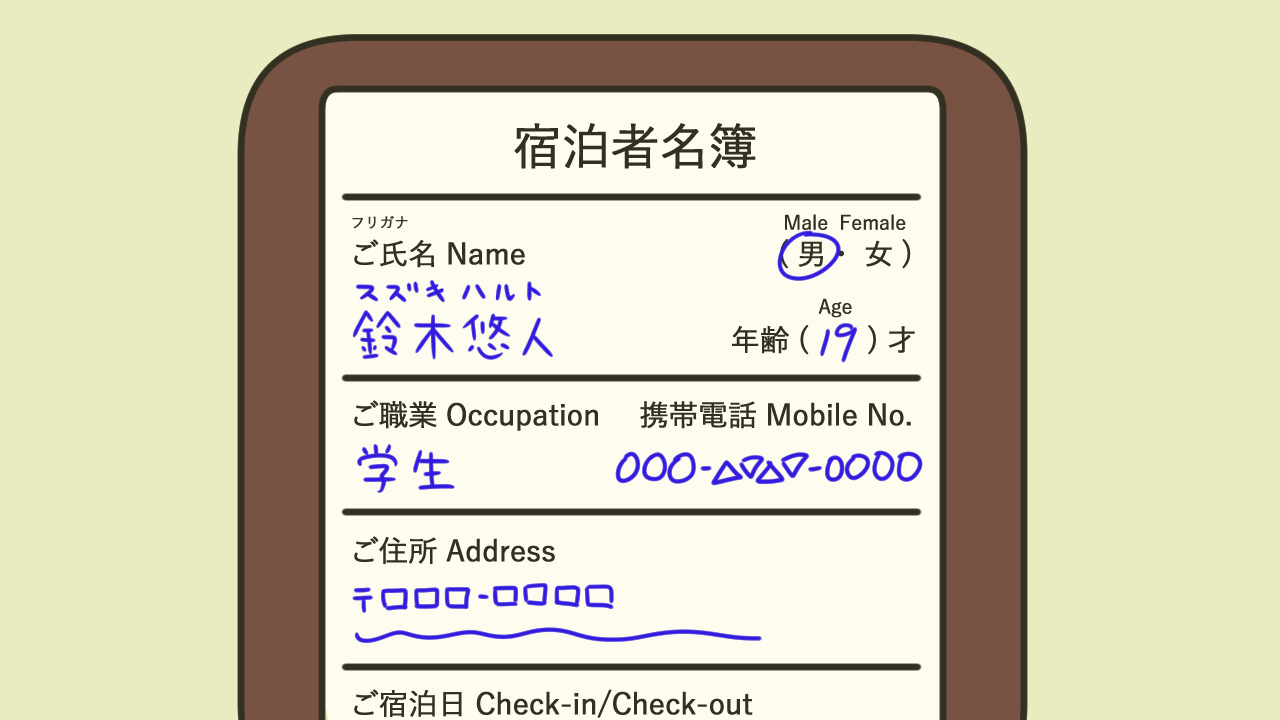 宿泊者名簿
フリガナ
Male Female
ご氏名 Name
(男・女)
スズキ ハルト
鈴木悠人
Age
年齢(19)才
ご職業 Occupation 携帯電話 Mobile No.
学生 000-△▽△▽-0000
ご住所 Address
〒□□□-□□□□
ご宿泊日 Check-in/Check-out